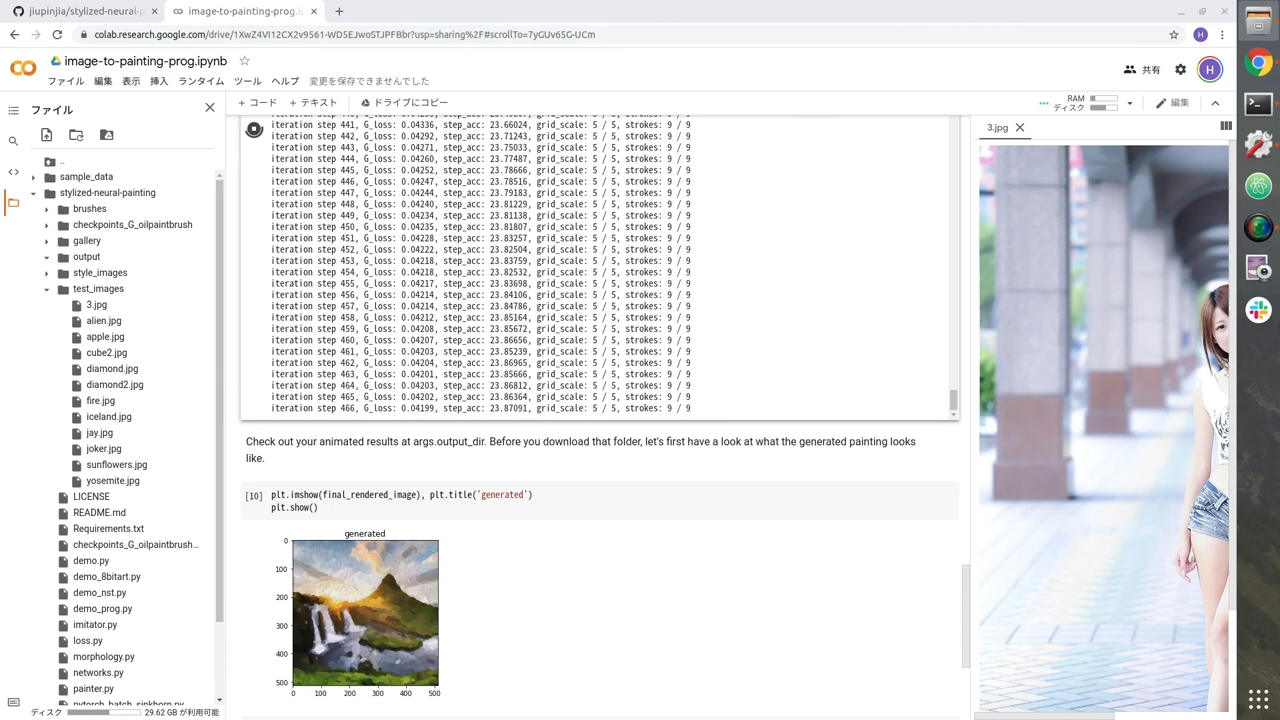 jiupinjia/stylized-neural-p
image-to-painting-prog.ip
colab.research.google.com/drive/1XwZ4VI12CX2v9561-WD5EJwoSTJPFBbr?usp=sharing%2F#scrollTo=7yGUv65G-UCm
H
image-to-painting-prog.ipynb
ファイル 編集 表示 挿入 ランタイム ツール ヘルプ 変更を保存できませんでした
共有
H
ファイル
+ コード + テキスト ドライブにコピー
RAM
ディスク
編集
..
sample_data
stylized-neural-painting
brushes
checkpoints_G_oilpaintbrush
gallery
output
style_images
test_images
3.jpg
alien.jpg
apple.jpg
cube2.jpg
diamond.jpg
diamond2.jpg
fire.jpg
iceland.jpg
jay.jpg
joker.jpg
sunflowers.jpg
yosemite.jpg
LICENSE
README.md
Requirements.txt
checkpoints_G_oilpaintbrush...
demo.py
demo_8bitart.py
demo_nst.py
demo_prog.py
imitator.py
loss.py
morphology.py
networks.py
painter.py
pytorch_batch_sinkhorn.py
ディスク 29.62 GB が利用可能
iteration step 441, G_loss: 0.04336, step_acc: 23.66024, grid_scale: 5 / 5, strokes: 9 / 9
iteration step 442, G_loss: 0.04292, step_acc: 23.71243, grid_scale: 5 / 5, strokes: 9 / 9
iteration step 443, G_loss: 0.04271, step_acc: 23.75033, grid_scale: 5 / 5, strokes: 9 / 9
iteration step 444, G_loss: 0.04260, step_acc: 23.77487, grid_scale: 5 / 5, strokes: 9 / 9
iteration step 445, G_loss: 0.04252, step_acc: 23.78666, grid_scale: 5 / 5, strokes: 9 / 9
iteration step 446, G_loss: 0.04247, step_acc: 23.78516, grid_scale: 5 / 5, strokes: 9 / 9
iteration step 447, G_loss: 0.04244, step_acc: 23.79183, grid_scale: 5 / 5, strokes: 9 / 9
iteration step 448, G_loss: 0.04240, step_acc: 23.81229, grid_scale: 5 / 5, strokes: 9 / 9
iteration step 449, G_loss: 0.04234, step_acc: 23.81138, grid_scale: 5 / 5, strokes: 9 / 9
iteration step 450, G_loss: 0.04235, step_acc: 23.81807, grid_scale: 5 / 5, strokes: 9 / 9
iteration step 451, G_loss: 0.04228, step_acc: 23.83257, grid_scale: 5 / 5, strokes: 9 / 9
iteration step 452, G_loss: 0.04222, step_acc: 23.82504, grid_scale: 5 / 5, strokes: 9 / 9
iteration step 453, G_loss: 0.04218, step_acc: 23.83759, grid_scale: 5 / 5, strokes: 9 / 9
iteration step 454, G_loss: 0.04218, step_acc: 23.82532, grid_scale: 5 / 5, strokes: 9 / 9
iteration step 455, G_loss: 0.04217, step_acc: 23.83698, grid_scale: 5 / 5, strokes: 9 / 9
iteration step 456, G_loss: 0.04214, step_acc: 23.84106, grid_scale: 5 / 5, strokes: 9 / 9
iteration step 457, G_loss: 0.04214, step_acc: 23.84786, grid_scale: 5 / 5, strokes: 9 / 9
iteration step 458, G_loss: 0.04212, step_acc: 23.85164, grid_scale: 5 / 5, strokes: 9 / 9
iteration step 459, G_loss: 0.04208, step_acc: 23.85672, grid_scale: 5 / 5, strokes: 9 / 9
iteration step 460, G_loss: 0.04207, step_acc: 23.86656, grid_scale: 5 / 5, strokes: 9 / 9
iteration step 461, G_loss: 0.04203, step_acc: 23.85239, grid_scale: 5 / 5, strokes: 9 / 9
iteration step 462, G_loss: 0.04204, step_acc: 23.86965, grid_scale: 5 / 5, strokes: 9 / 9
iteration step 463, G_loss: 0.04201, step_acc: 23.85666, grid_scale: 5 / 5, strokes: 9 / 9
iteration step 464, G_loss: 0.04203, step_acc: 23.86812, grid_scale: 5 / 5, strokes: 9 / 9
iteration step 465, G_loss: 0.04202, step_acc: 23.86364, grid_scale: 5 / 5, strokes: 9 / 9
iteration step 466, G_loss: 0.04199, step_acc: 23.87091, grid_scale: 5 / 5, strokes: 9 / 9
Check out your animated results at args.output_dir. Before you download that folder, let's first have a look at what the generated painting looks
like.
[10] plt.imshow(final_rendered_image), plt.title('generated')
plt.show()
generated
0
100
200
300
400
500
0 100 200 300 400 500
3.jpg